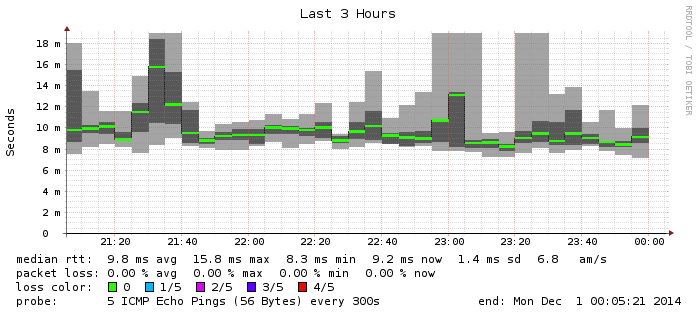 Last 3 Hours
RRDTOOL / TOBI OETIKER
Seconds
18 m
16 m
14 m
12 m
10 m
8 m
6 m
4 m
2 m
0
21:20 21:40 22:00 22:20 22:40 23:00 23:20 23:40 00:00
median rtt: 9.8 ms avg 15.8 ms max 8.3 ms min 9.2 ms now 1.4 ms sd 6.8 am/s
packet loss: 0.00 % avg 0.00 % max 0.00 % min 0.00 % now
loss color: 0 1/5 2/5 3/5 4/5
probe: 5 ICMP Echo Pings (56 Bytes) every 300s end: Mon Dec 1 00:05:21 2014